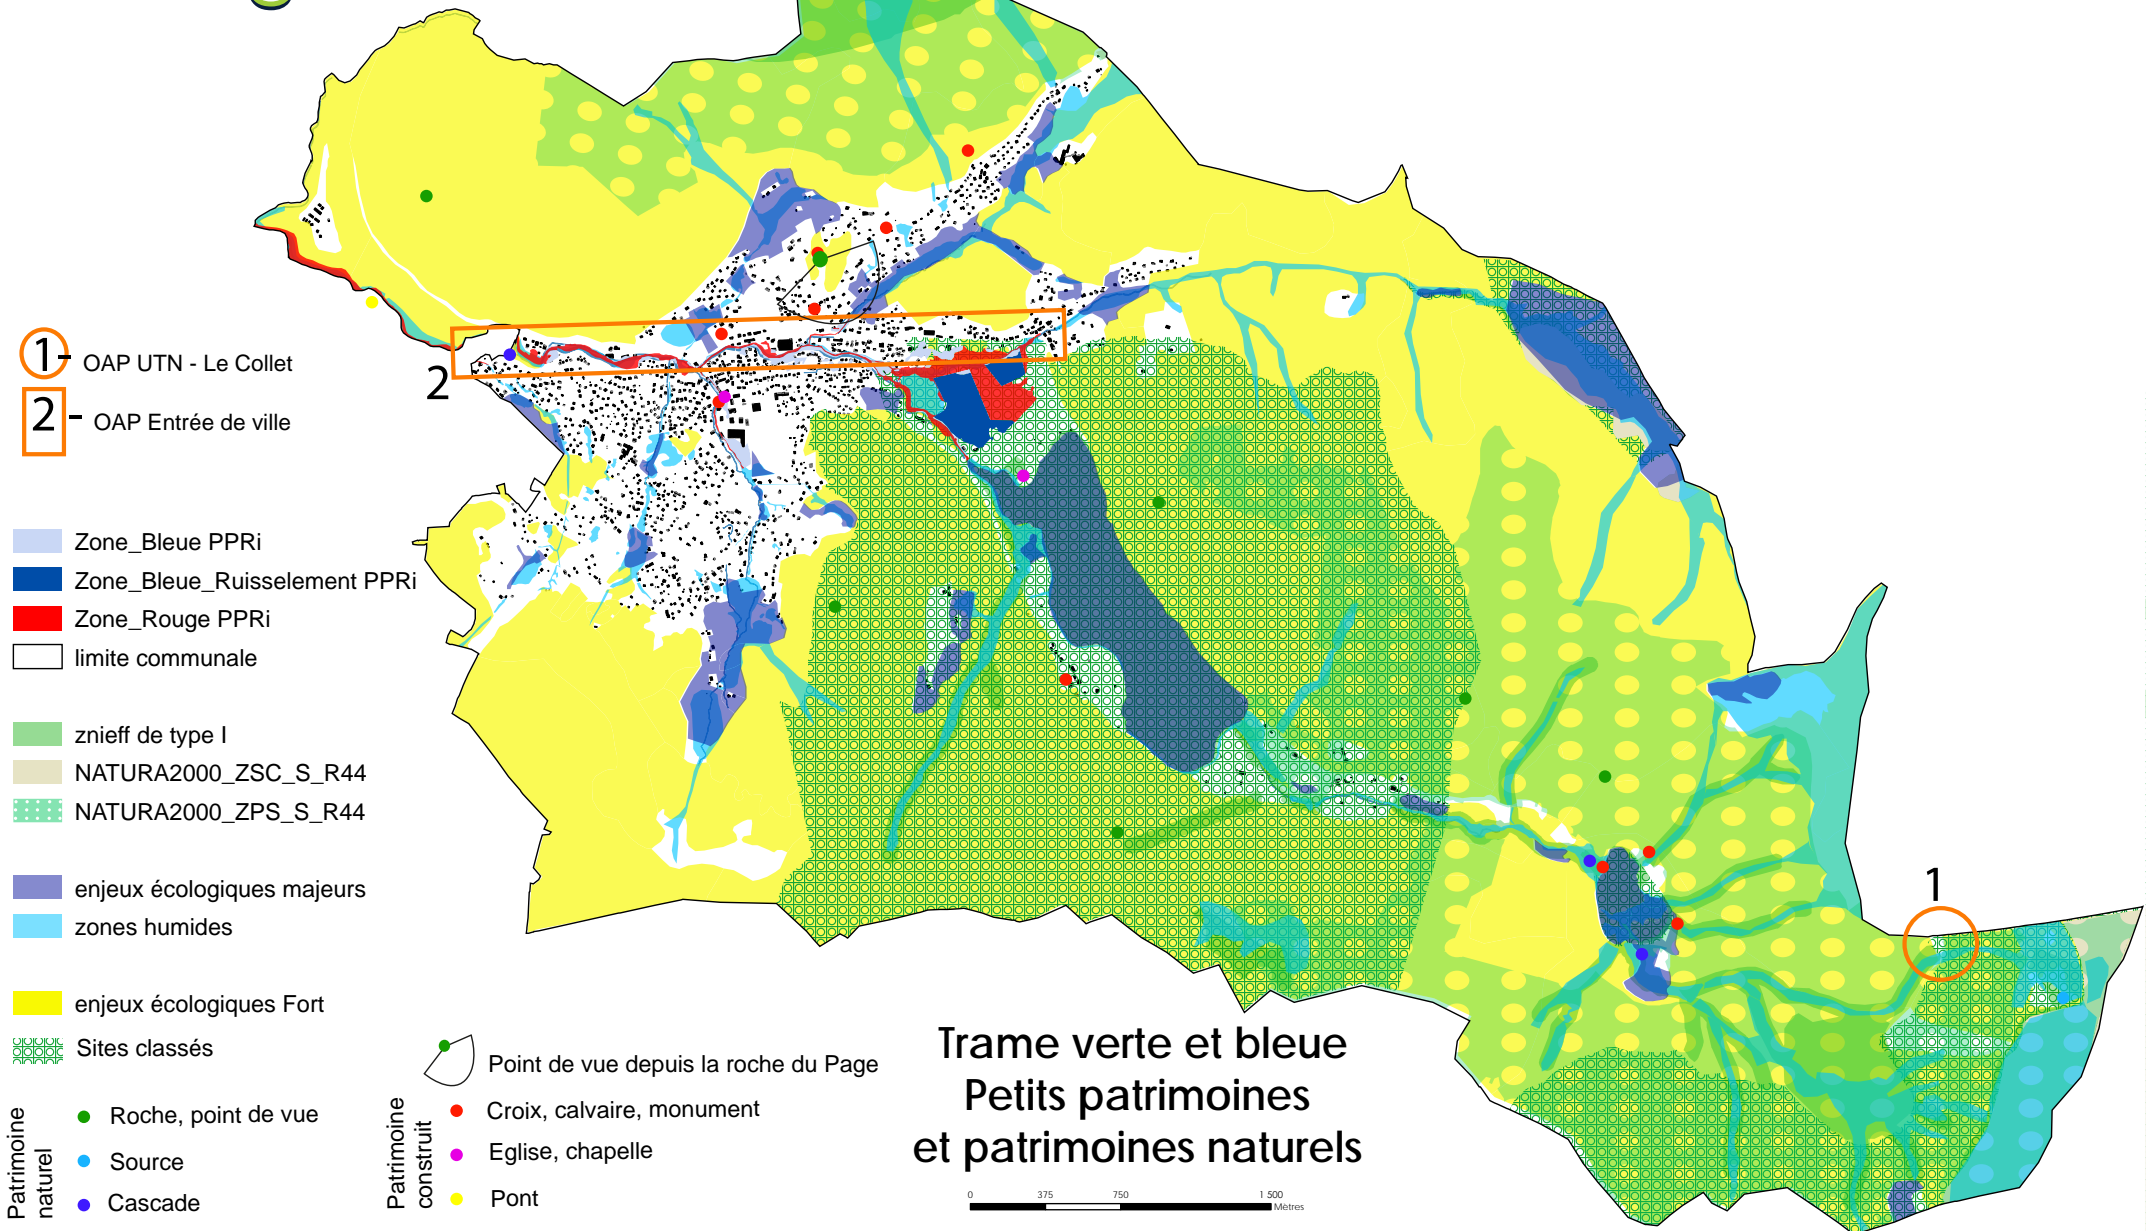 1
OAP UTN - Le Collet
2
OAP Entrée de ville
2
1
Zone_Bleue PPRi
Zone_Bleue_Ruisselement PPRi
Zone_Rouge PPRi
limite communale
znieff de type I
NATURA2000_ZSC_S_R44
NATURA2000_ZPS_S_R44
enjeux écologiques majeurs
zones humides
enjeux écologiques Fort
Sites classés
Patrimoine
naturel
Roche, point de vue
Source
Cascade
Point de vue depuis la roche du Page
Patrimoine
construit
Croix, calvaire, monument
Eglise, chapelle
Pont
Trame verte et bleue
Petits patrimoines
et patrimoines naturels
0 375 750 1 500
Mètres